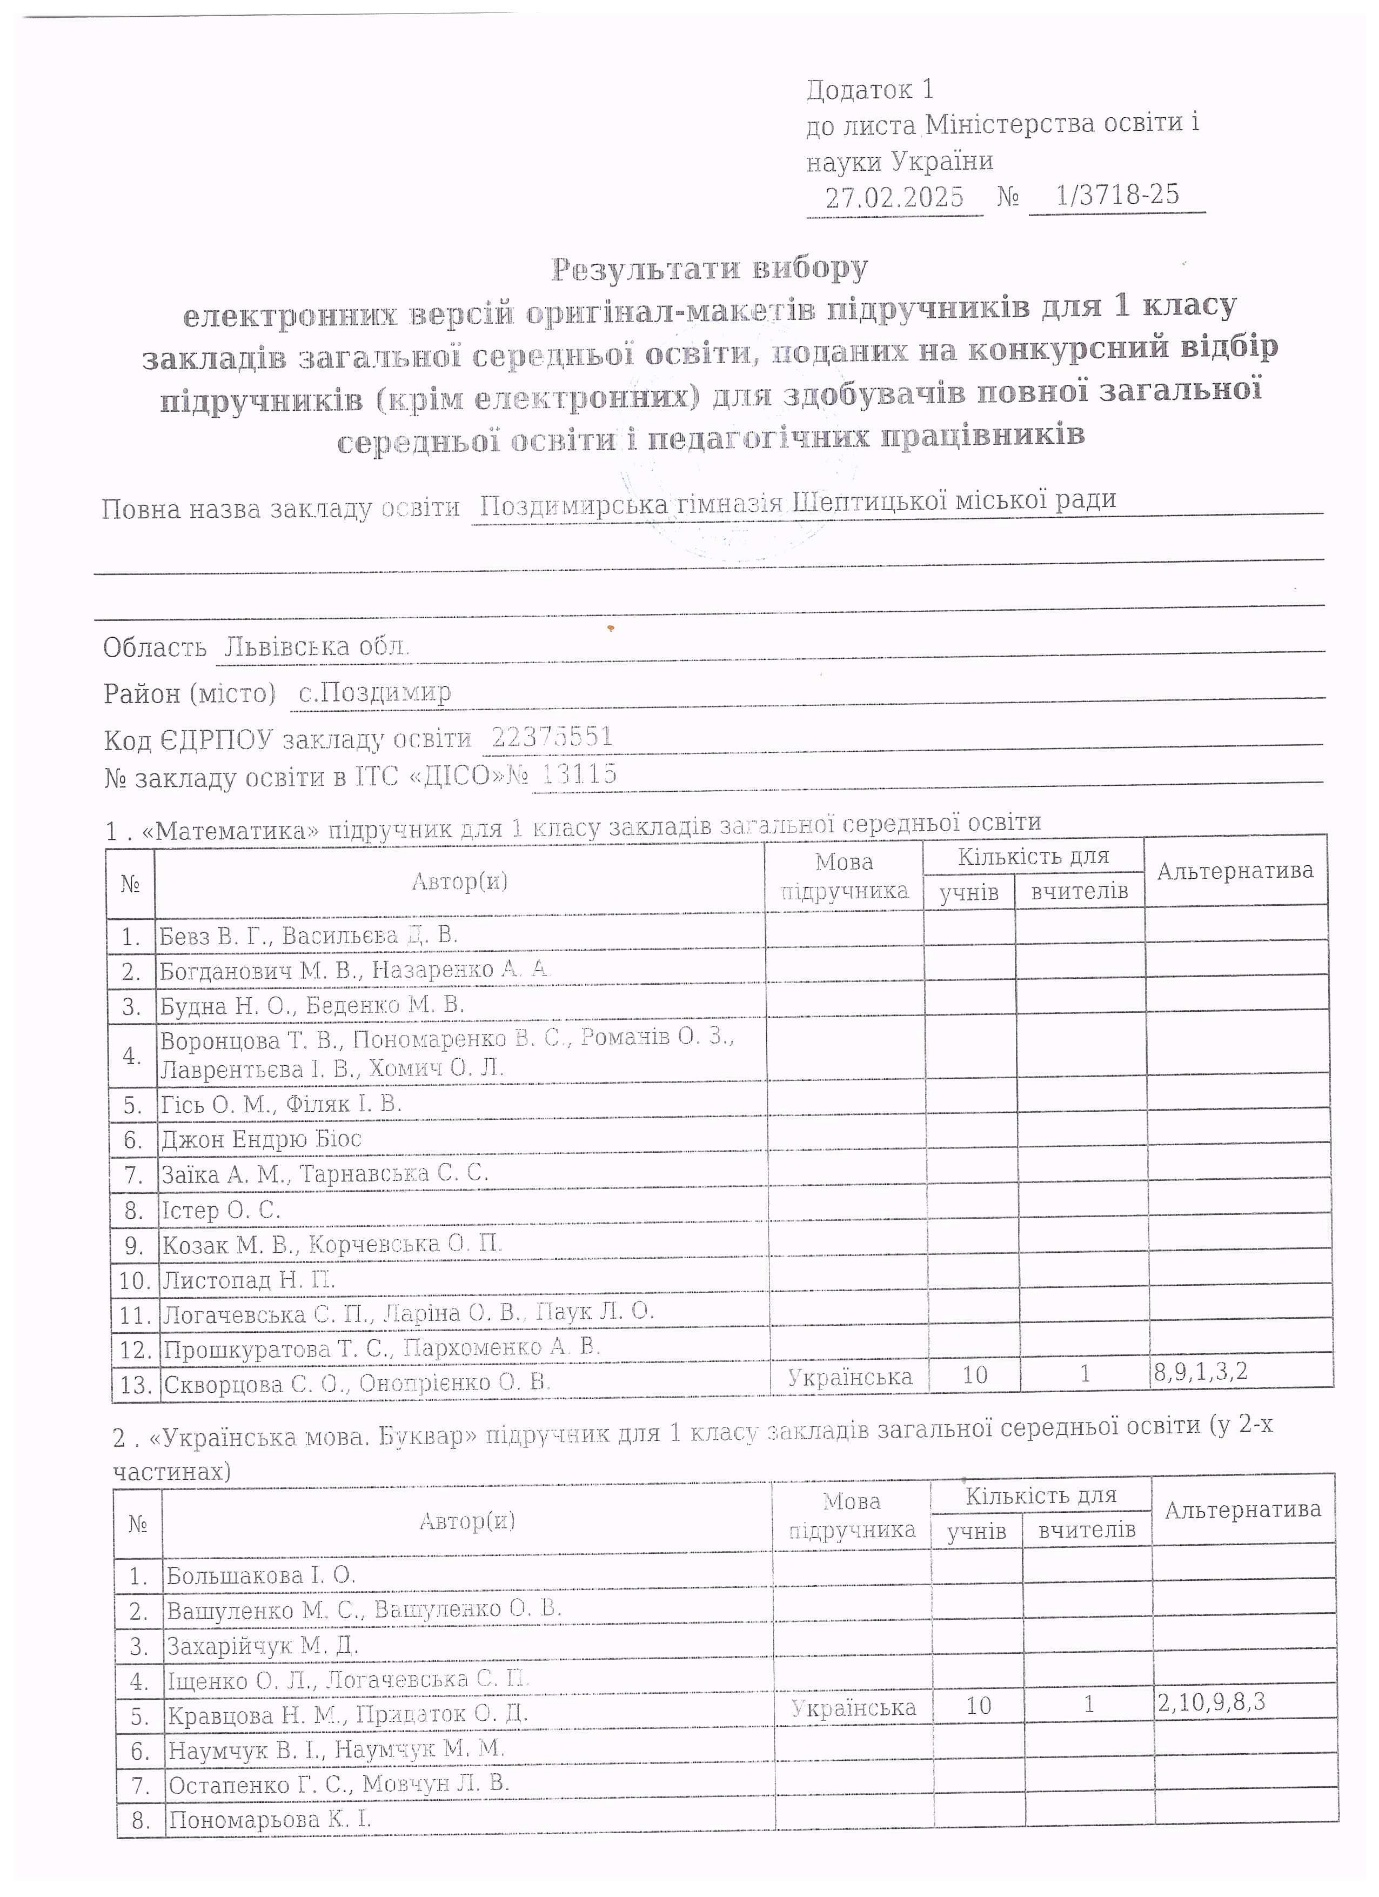 Додаток 1
до листа Міністерства освіти і
науки України
27.02.2025 № 1/3718-25
Результати вибору
електронних версій оригінал-макетів підручників для 1 класу
закладів загальної середньої освіти, поданих на конкурсний відбір
підручників (крім електронних) для здобувачів повної загальної
середньої освіти і педагогічних працівників
Повна назва закладу освіти Поздимирська гімназія Шептицької міської ради
Область Львівська обл.
Район (місто) с.Поздимир
Код ЄДРПОУ закладу освіти 22375551
№ закладу освіти в ІТС «ДІСО»№ 13115
1 . «Математика» підручник для 1 класу закладів загальної середньої освіти
№ Автор(и) Мова підручника Кількість для Альтернатива
учнів вчителів
1. Бевз В. Г., Васильєва Д. В.
2. Богданович М. В., Назаренко А. А.
3. Будна Н. О., Беденко М. В.
4. Воронцова Т. В., Пономаренко В. С., Романів О. З.,
Лаврентьєва І. В., Хомич О. Л.
5. Гісь О. М., Філяк І. В.
6. Джон Ендрю Біос
7. Заїка А. М., Тарнавська С. С.
8. Істер О. С.
9. Козак М. В., Корчевська О. П.
10. Листопад Н. П.
11. Логачевська С. П., Ларіна О. В., Паук Л. О.
12. Прошкуратова Т. С., Пархоменко А. В.
13. Скворцова С. О., Онопрієнко О. В. Українська 10 1 8,9,1,3,2
2 . «Українська мова. Буквар» підручник для 1 класу закладів загальної середньої освіти (у 2-х
частинах)
№ Автор(и) Мова підручника Кількість для Альтернатива
учнів вчителів
1. Большакова І. О.
2. Вашуленко М. С., Вашуленко О. В.
3. Захарійчук М. Д.
4. Іщенко О. Л., Логачевська С. П.
5. Кравцова Н. М., Придаток О. Д. Українська 10 1 2,10,9,8,3
6. Наумчук В. І., Наумчук М. М.
7. Остапенко Г. С., Мовчун Л. В.
8. Пономарьова К. І.